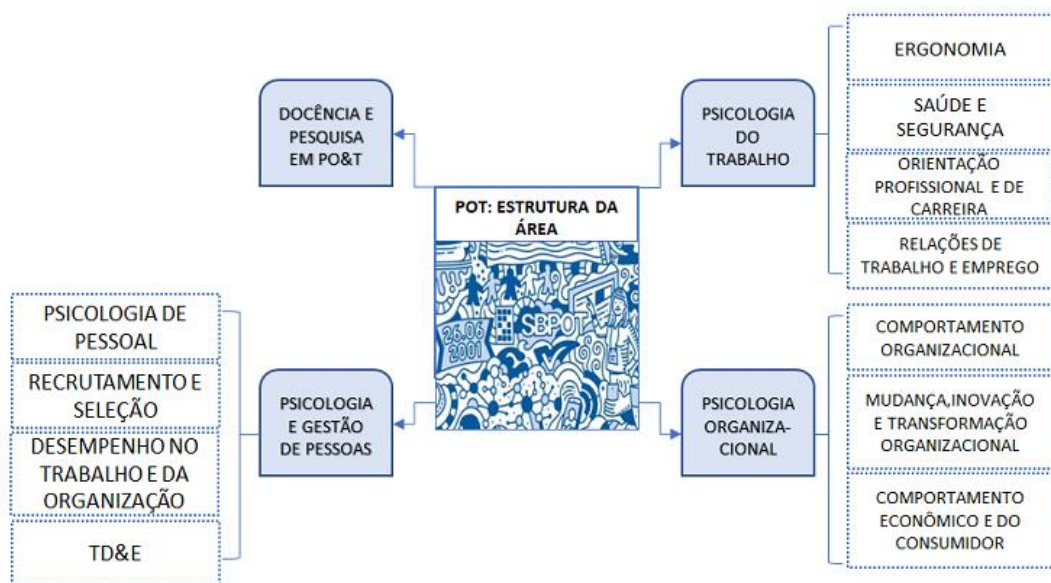 DOCÊNCIA E
PESQUISA
EM PO&T
PSICOLOGIA
DO
TRABALHO
ERGONOMIA
SAÚDE E
SEGURANÇA
ORIENTAÇÃO
PROFISSIONAL E DE
CARREIRA
RELAÇÕES DE
TRABALHO E EMPREGO
POT: ESTRUTURA DA
ÁREA
26.06
2001
SBPOT
PSICOLOGIA DE
PESSOAL
RECRUTAMENTO E
SELEÇÃO
DESEMPENHO NO
TRABALHO E DA
ORGANIZAÇÃO
TD&E
PSICOLOGIA
E GESTÃO
DE PESSOAS
PSICOLOGIA
ORGANIZA-
CIONAL
COMPORTAMENTO
ORGANIZACIONAL
MUDANÇA,INOVAÇÃO
E TRANSFORMAÇÃO
ORGANIZACIONAL
COMPORTAMENTO
ECONÔMICO E DO
CONSUMIDOR